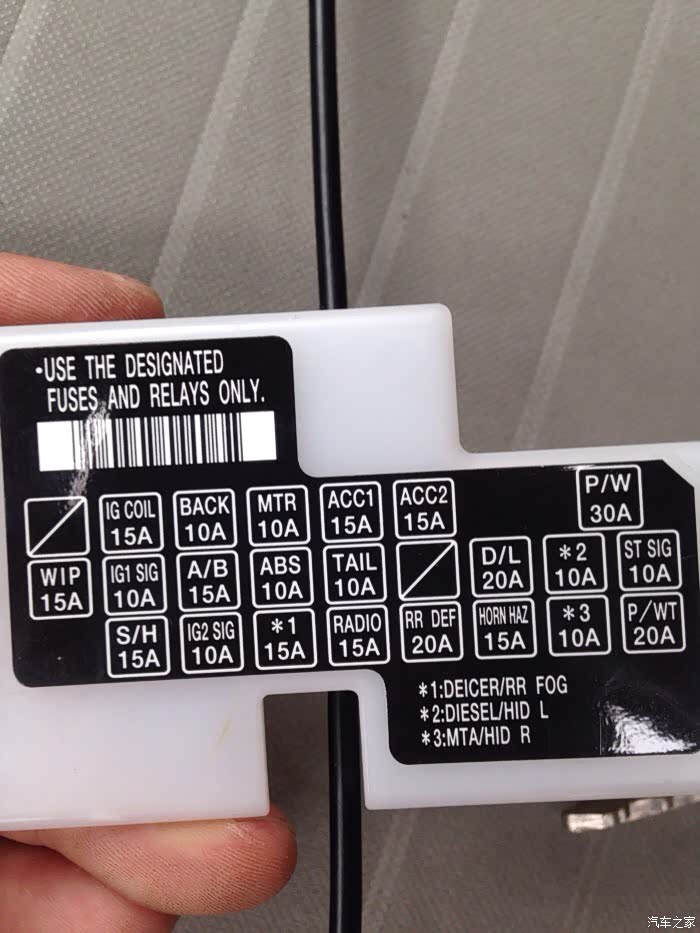 •USE THE DESIGNATED
FUSES AND RELAYS ONLY.
P/W
30A
IG COIL
15A
BACK
10A
MTR
10A
ACC1
15A
ACC2
15A
WIP
15A
IG1 SIG
10A
A/B
15A
ABS
10A
TAIL
10A
D/L
20A
*2
10A
ST SIG
10A
S/H
15A
IG2 SIG
10A
*1
15A
RADIO
15A
RR DEF
20A
HORN HAZ
15A
*3
10A
P/WT
20A
*1:DEICER/RR FOG
*2:DIESEL/HID L
*3:MTA/HID R
汽车之家